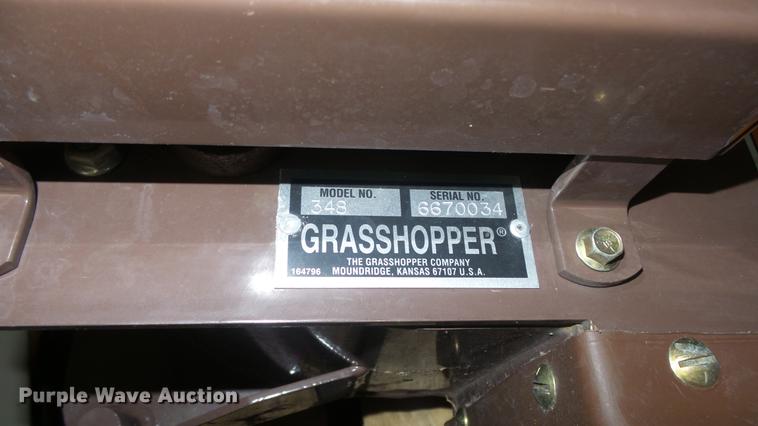 MODEL NO. SERIAL NO.
348 6670034
GRASSHOPPER®
THE GRASSHOPPER COMPANY
164796 MOUNDRIDGE, KANSAS 67107 U.S.A.
Purple Wave Auction